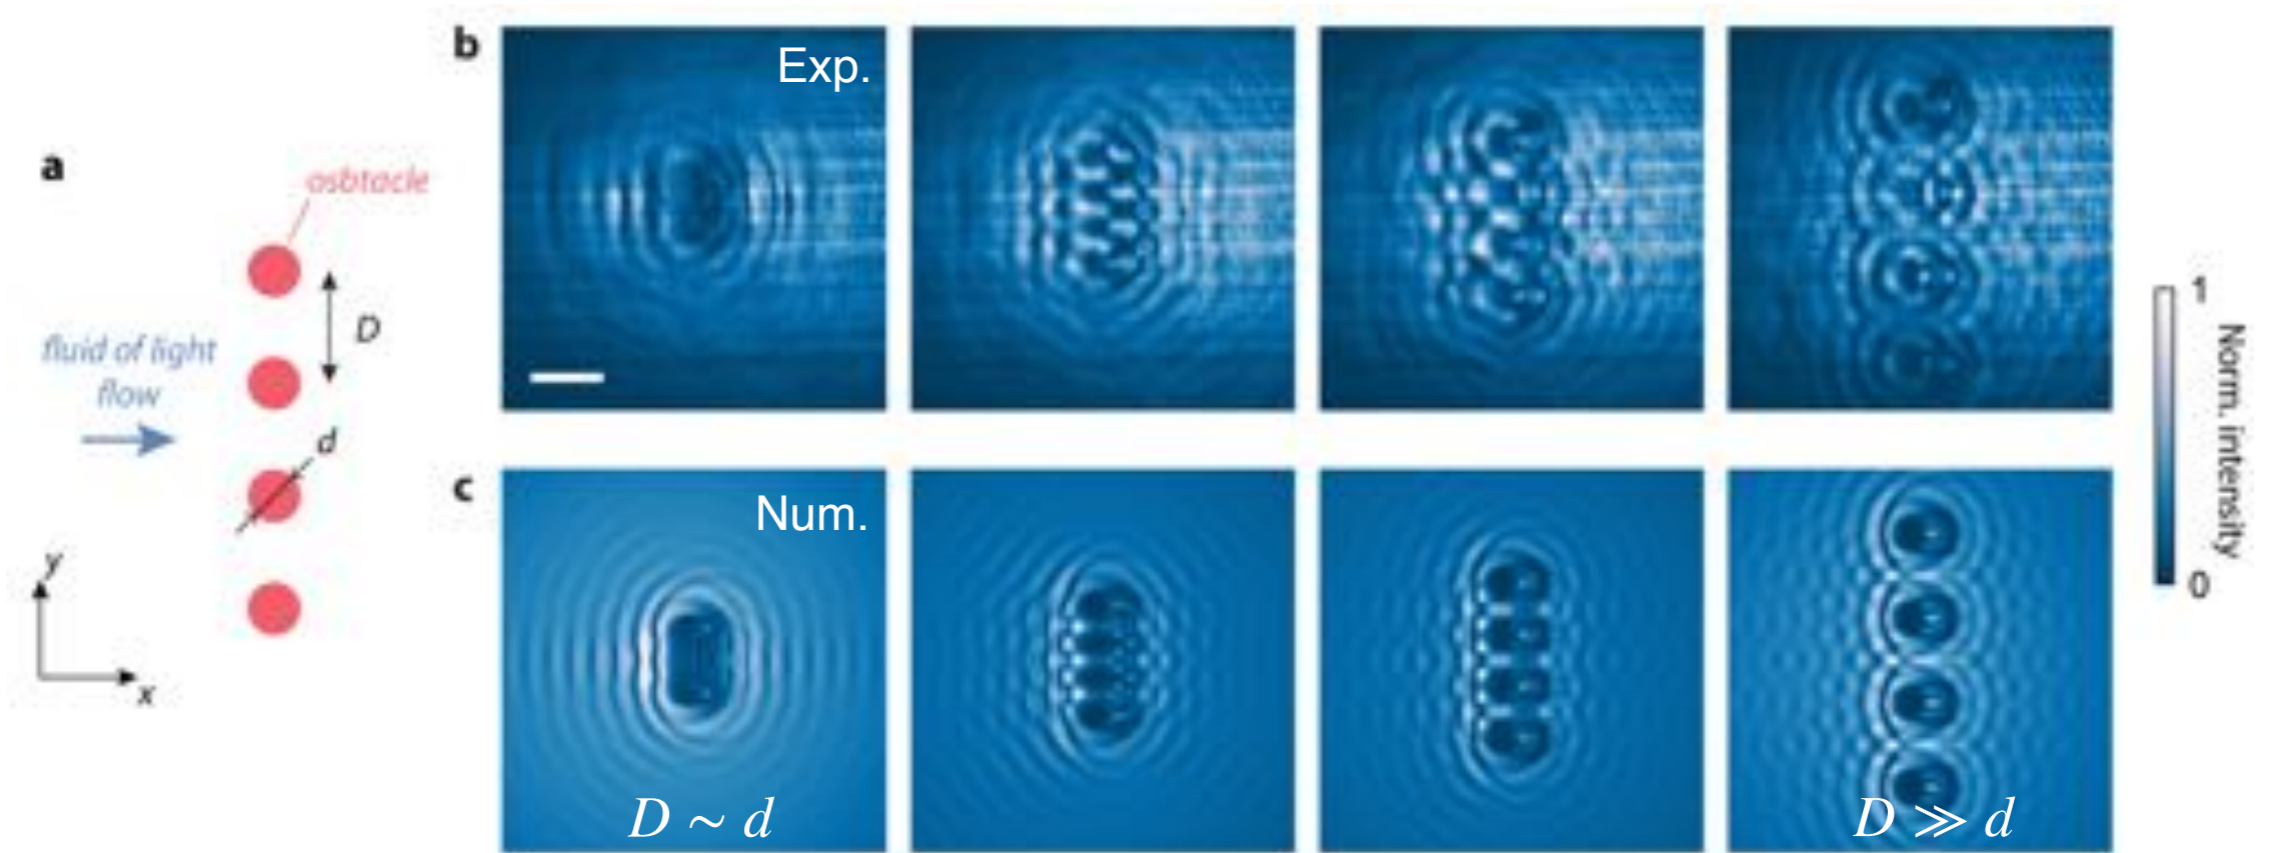 a
osbtacle
D
fluid of light
flow
d
y
x
b
Exp.
c
Num.
D ~ d
D ≫ d
1
Norm. intensity
0